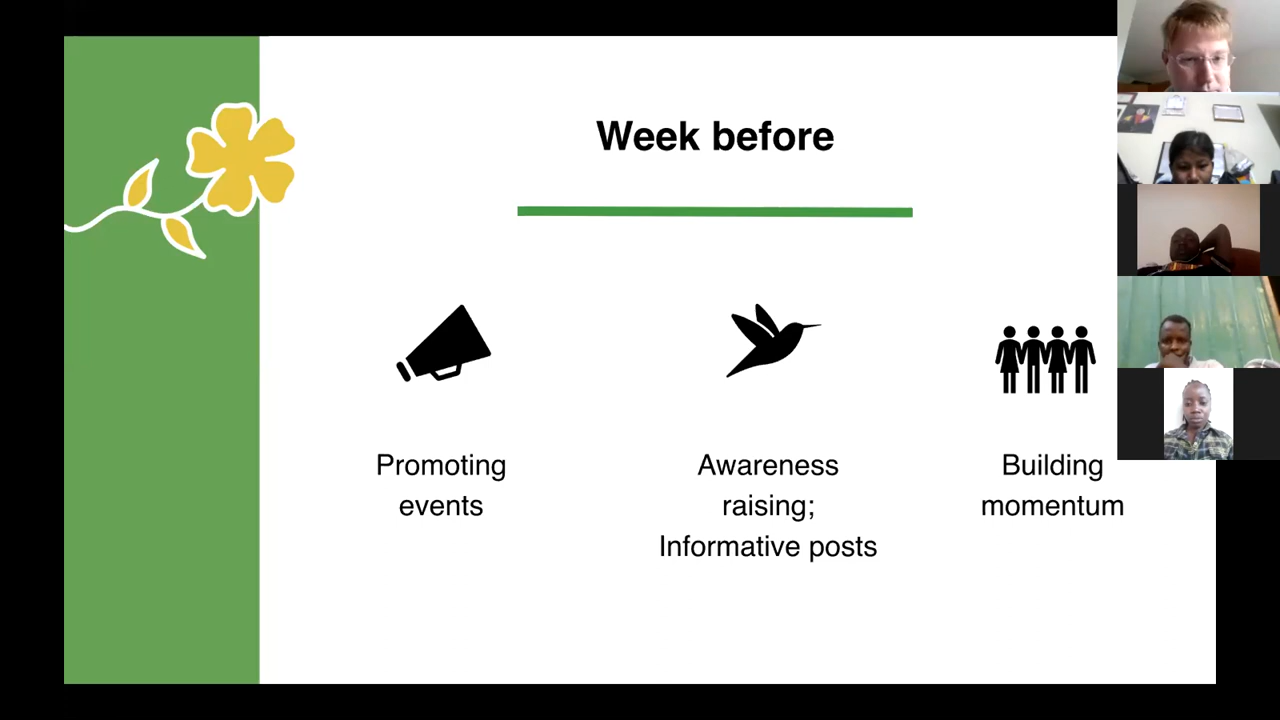 Week before
Promoting
events
Awareness
raising;
Informative posts
Building
momentum